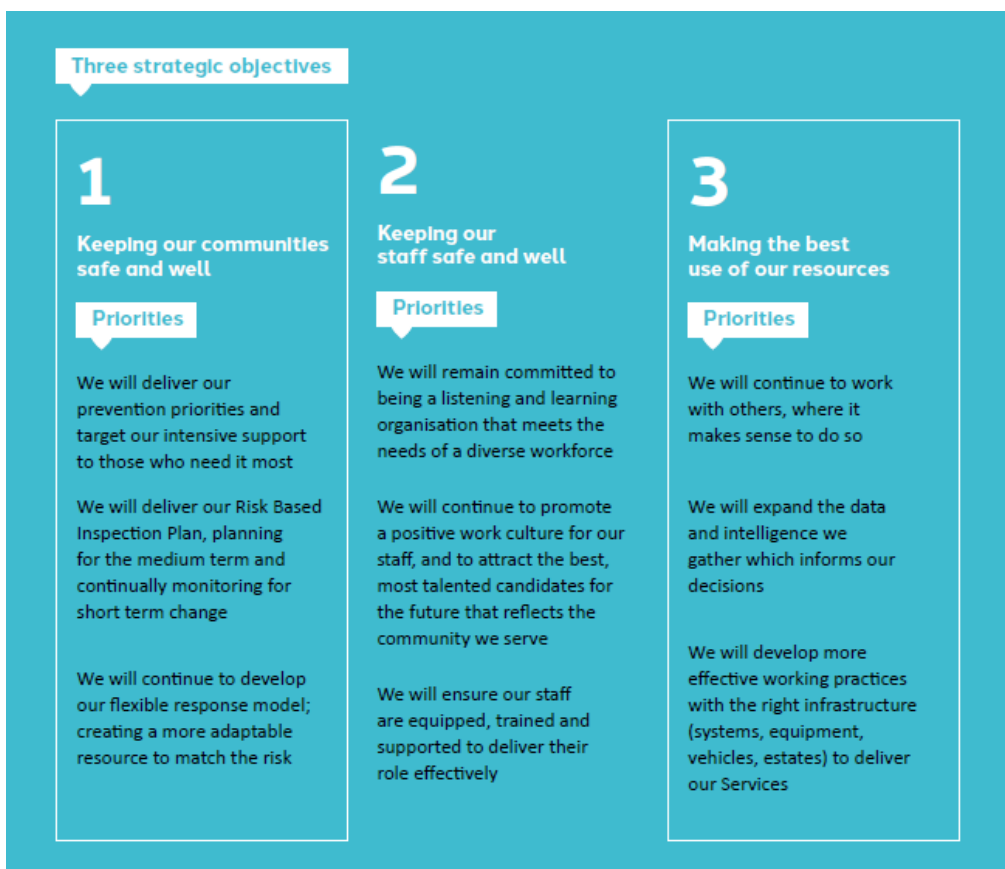 Three strategic objectives
1
Keeping our communities
safe and well
Priorities
We will deliver our
prevention priorities and
target our intensive support
to those who need it most
We will deliver our Risk Based
Inspection Plan, planning
for the medium term and
continually monitoring for
short term change
We will continue to develop
our flexible response model;
creating a more adaptable
resource to match the risk
2
Keeping our
staff safe and well
Priorities
We will remain committed to
being a listening and learning
organisation that meets the
needs of a diverse workforce
We will continue to promote
a positive work culture for our
staff, and to attract the best,
most talented candidates for
the future that reflects the
community we serve
We will ensure our staff
are equipped, trained and
supported to deliver their
role effectively
3
Making the best
use of our resources
Priorities
We will continue to work
with others, where it
makes sense to do so
We will expand the data
and intelligence we
gather which informs our
decisions
We will develop more
effective working practices
with the right infrastructure
(systems, equipment,
vehicles, estates) to deliver
our Services